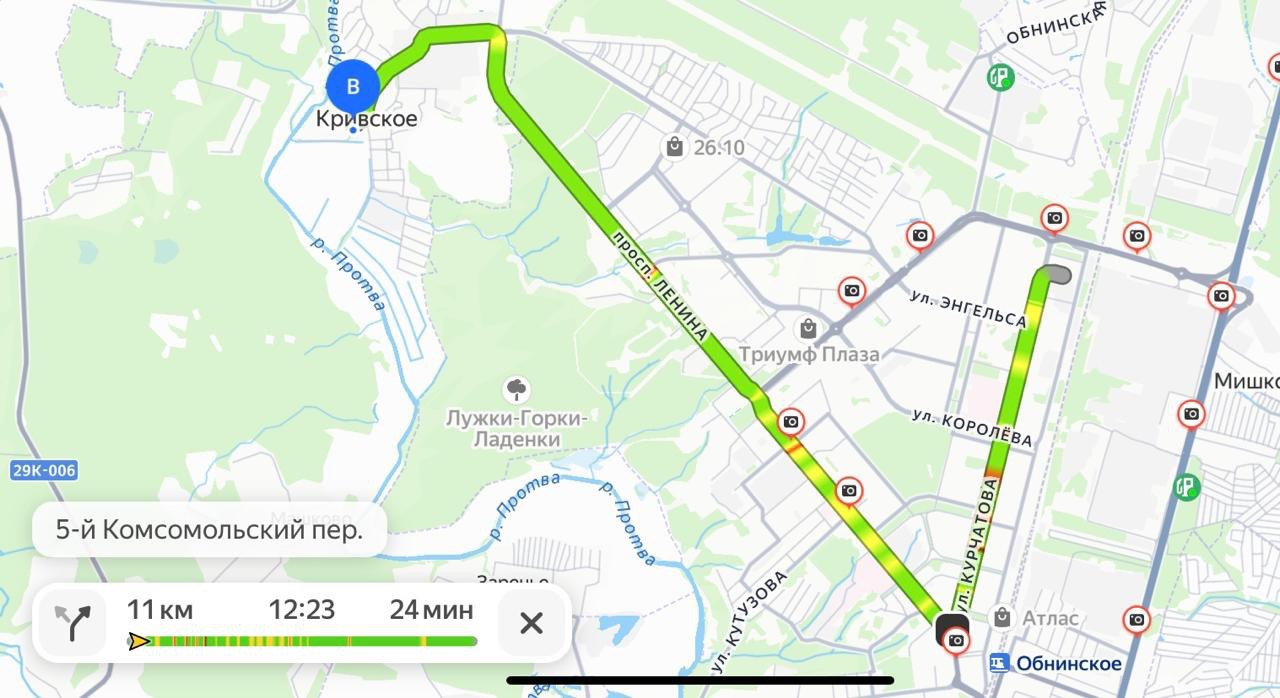 Протва
ОБНИНСКАЯ
B
Кривское
26.10
просп. ЛЕНИНА
р. Протва
ул. ЭНГЕЛЬСА
Триумф Плаза
ул. КОРОЛЁВА
Лужки-Горки-
Ладенки
29К-006
р. Протва
р. Протва
ул. КУРЧАТОВА
5-й Комсомольский пер.
ул. КУТУЗОВА
Атлас
Обнинское
11 км 12:23 24 мин